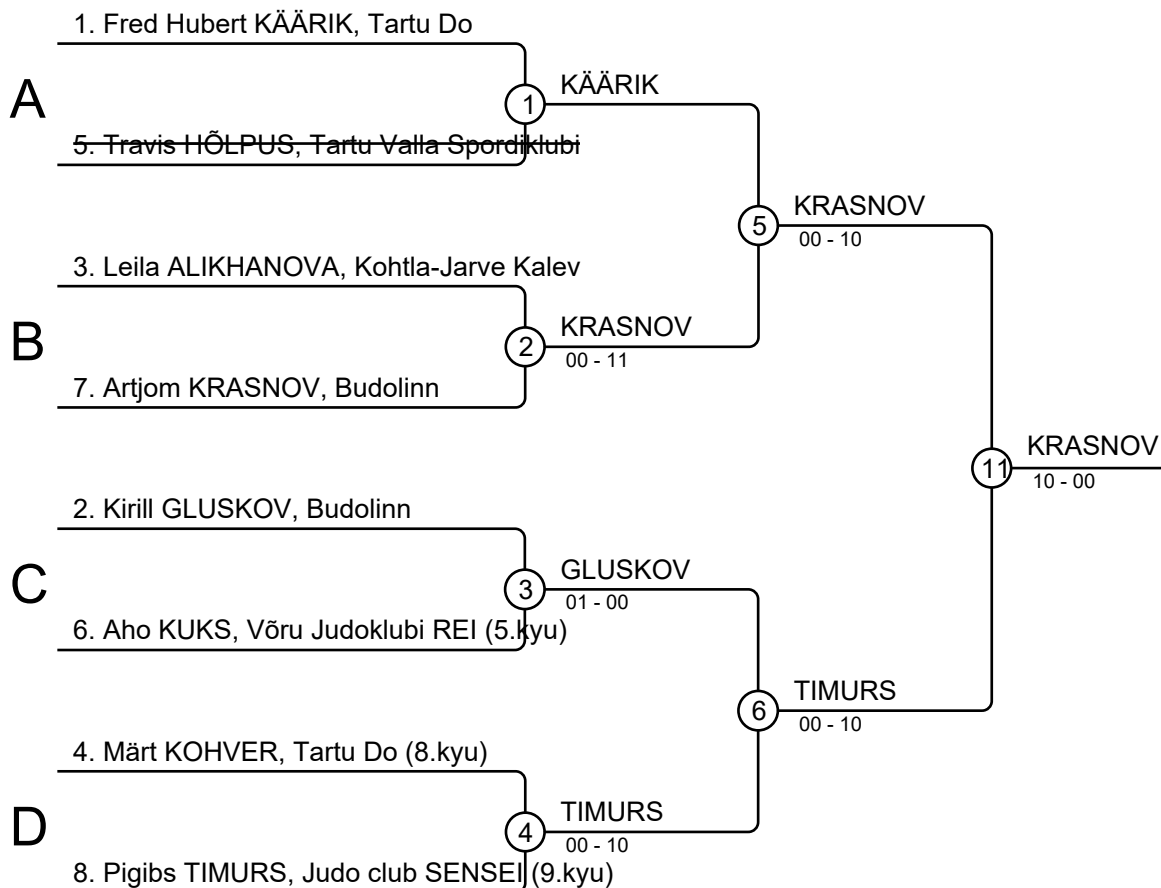 1. Fred Hubert KÄÄRIK, Tartu Do
A
1
KÄÄRIK
5. Travis HÕLPUS, Tartu Valla Spordiklubi
5
KRASNOV
00 - 10
3. Leila ALIKHANOVA, Kohtla-Jarve Kalev
B
2
KRASNOV
00 - 11
7. Artjom KRASNOV, Budolinn
11
KRASNOV
10 - 00
2. Kirill GLUSKOV, Budolinn
C
3
GLUSKOV
01 - 00
6. Aho KUKS, Võru Judoklubi REI (5.kyu)
6
TIMURS
00 - 10
4. Märt KOHVER, Tartu Do (8.kyu)
D
4
TIMURS
00 - 10
8. Pigibs TIMURS, Judo club SENSEI (9.kyu)